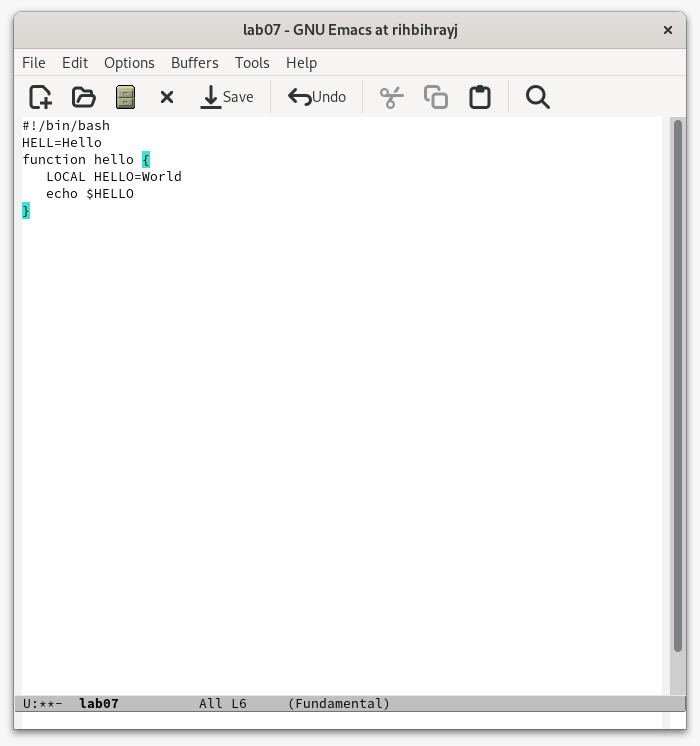 lab07 - GNU Emacs at rihbihrayj
File Edit Options Buffers Tools Help
Save Undo
#!/bin/bash
HELL=Hello
function hello {
   LOCAL HELLO=World
   echo $HELLO
}
U:**-  lab07          All L6     (Fundamental)